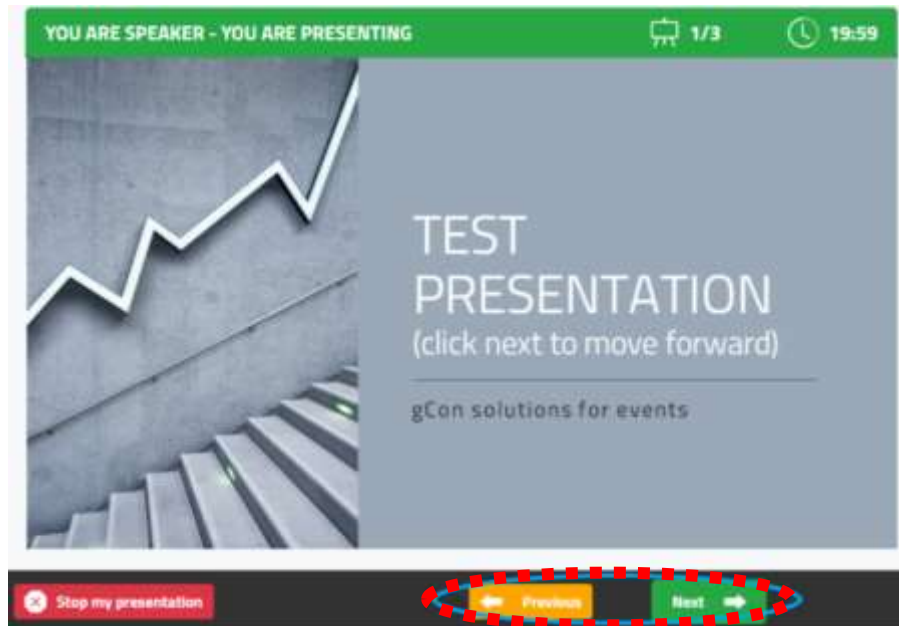 YOU ARE SPEAKER - YOU ARE PRESENTING 1/3 19:59
TEST
PRESENTATION
(click next to move forward)
gCon solutions for events
Stop my presentation Previous Next